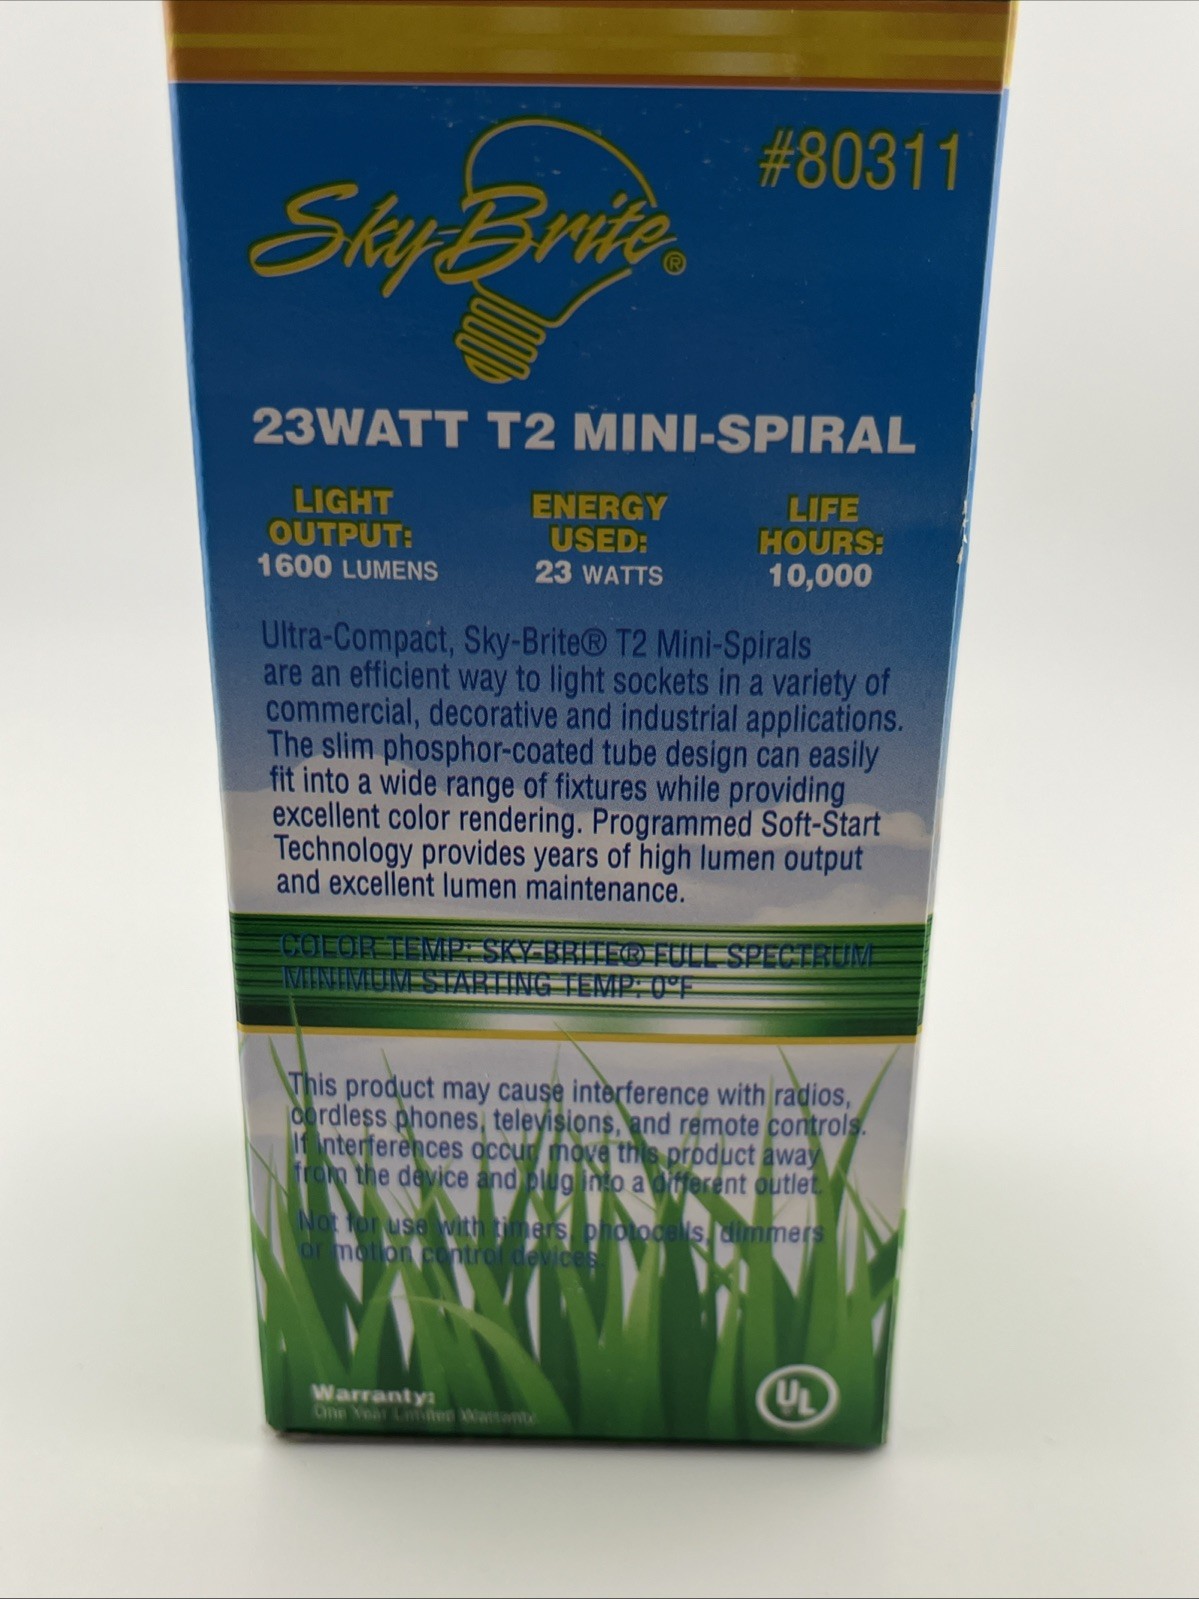 #80311
Sky-Brite®
23WATT T2 MINI-SPIRAL
LIGHT OUTPUT: 1600 LUMENS
ENERGY USED: 23 WATTS
LIFE HOURS: 10,000
Ultra-Compact, Sky-Brite® T2 Mini-Spirals
are an efficient way to light sockets in a variety of
commercial, decorative and industrial applications.
The slim phosphor-coated tube design can easily
fit into a wide range of fixtures while providing
excellent color rendering. Programmed Soft-Start
Technology provides years of high lumen output
and excellent lumen maintenance.
COLOR TEMP: SKY-BRITE® FULL SPECTRUM
MINIMUM STARTING TEMP: 0°F
This product may cause interference with radios,
cordless phones, televisions, and remote controls.
If interferences occur, move this product away
from the device and plug into a different outlet.
Not for use with timers, photocells, dimmers
or motion control devices.
Warranty:
One Year Limited Warranty
UL